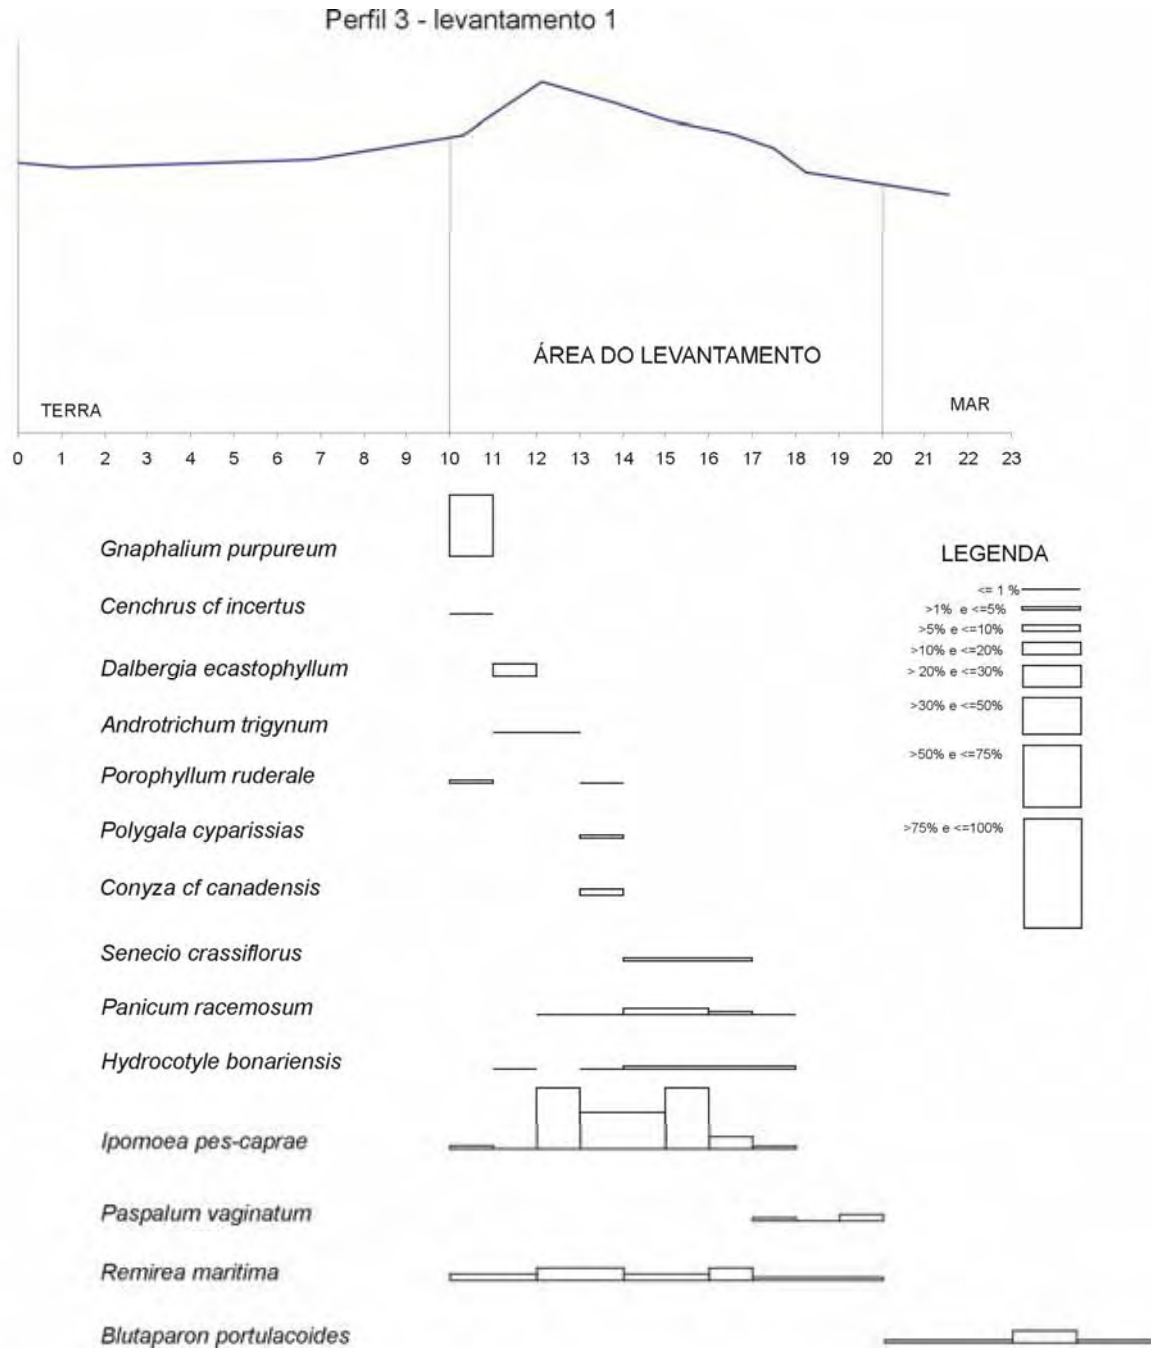 Perfil 3 - levantamento 1
ÁREA DO LEVANTAMENTO
TERRA
MAR
0 1 2 3 4 5 6 7 8 9 10 11 12 13 14 15 16 17 18 19 20 21 22 23
Gnaphalium purpureum
Cenchrus cf incertus
Dalbergia ecastophyllum
Androtrichum trigynum
Porophyllum ruderale
Polygala cyparissias
Conyza cf canadensis
Senecio crassiflorus
Panicum racemosum
Hydrocotyle bonariensis
Ipomoea pes-caprae
Paspalum vaginatum
Remirea maritima
Blutaparon portulacoides
LEGENDA
<= 1 %
>1% e <=5%
>5% e <=10%
>10% e <=20%
> 20% e <=30%
>30% e <=50%
>50% e <=75%
>75% e <=100%